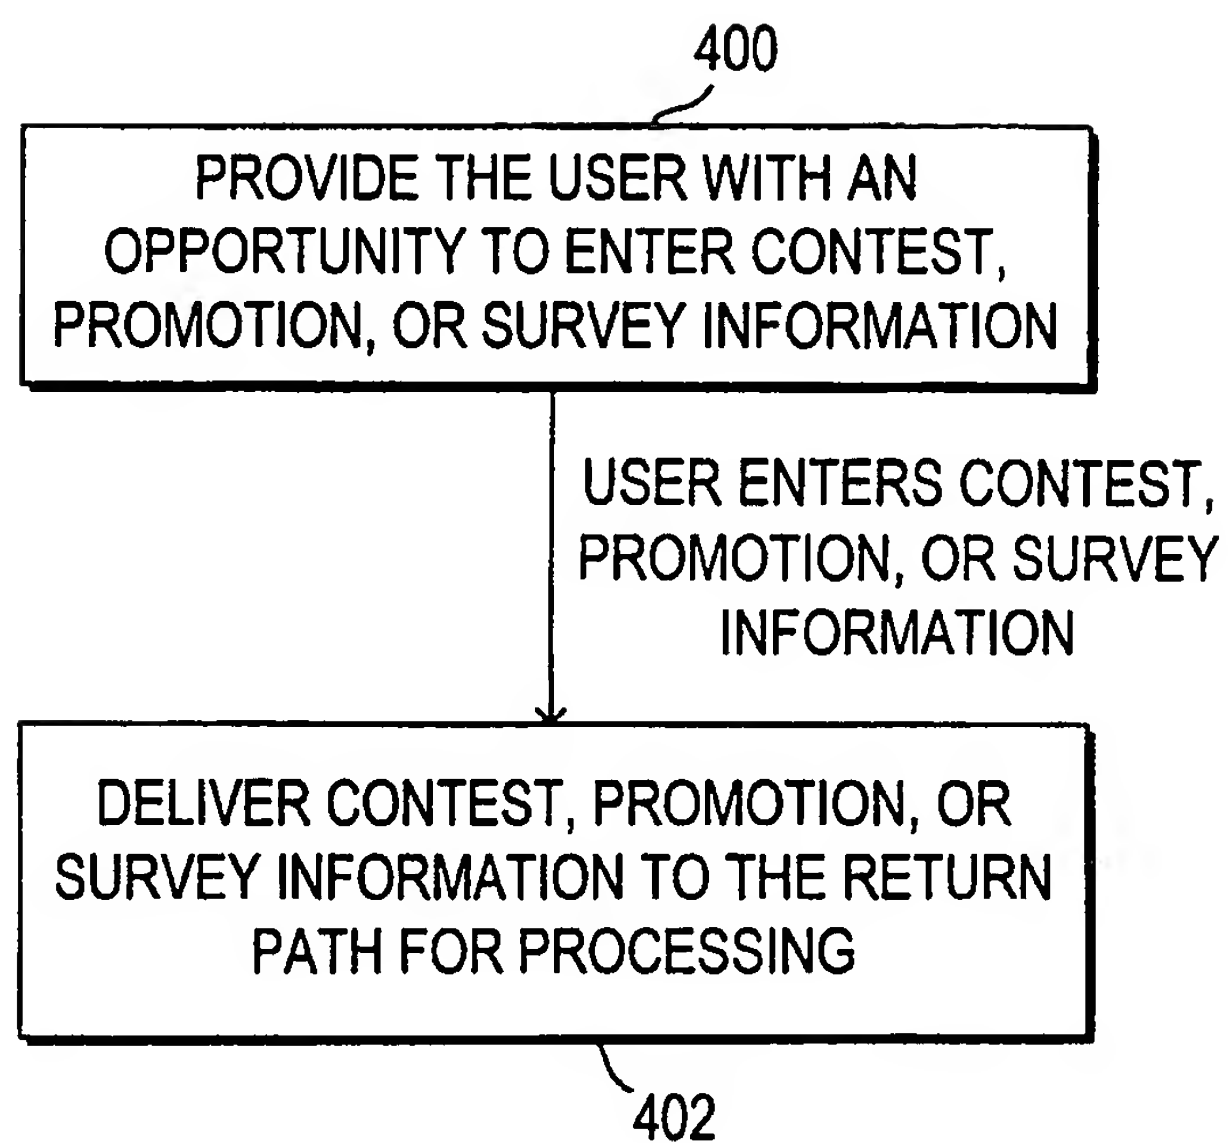 400
PROVIDE THE USER WITH AN
OPPORTUNITY TO ENTER CONTEST,
PROMOTION, OR SURVEY INFORMATION
USER ENTERS CONTEST,
PROMOTION, OR SURVEY
INFORMATION
DELIVER CONTEST, PROMOTION, OR
SURVEY INFORMATION TO THE RETURN
PATH FOR PROCESSING
402